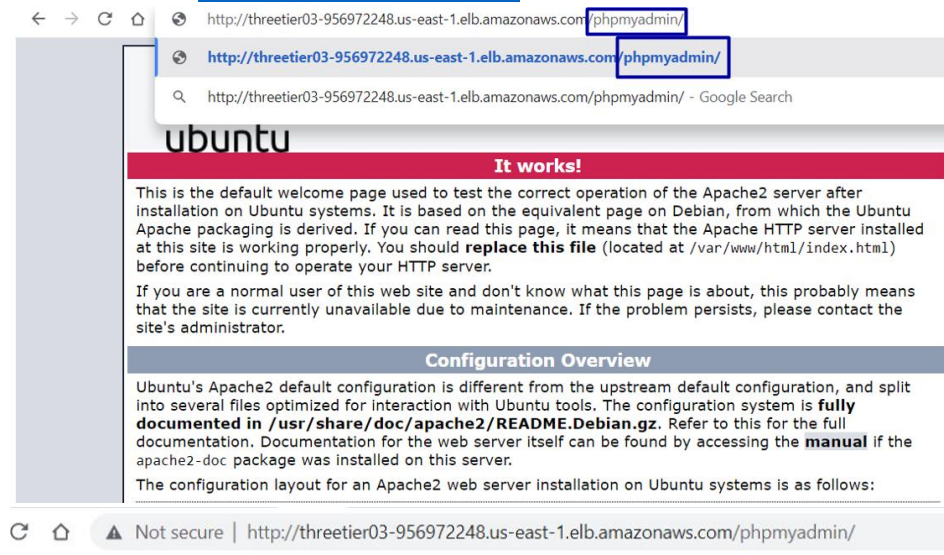 http://threetier03-956972248.us-east-1.elb.amazonaws.com/phpmyadmin/
http://threetier03-956972248.us-east-1.elb.amazonaws.com/phpmyadmin/
http://threetier03-956972248.us-east-1.elb.amazonaws.com/phpmyadmin/ - Google Search
ubuntu
It works!
This is the default welcome page used to test the correct operation of the Apache2 server after
installation on Ubuntu systems. It is based on the equivalent page on Debian, from which the Ubuntu
Apache packaging is derived. If you can read this page, it means that the Apache HTTP server installed
at this site is working properly. You should replace this file (located at /var/www/html/index.html)
before continuing to operate your HTTP server.
If you are a normal user of this web site and don't know what this page is about, this probably means
that the site is currently unavailable due to maintenance. If the problem persists, please contact the
site's administrator.
Configuration Overview
Ubuntu's Apache2 default configuration is different from the upstream default configuration, and split
into several files optimized for interaction with Ubuntu tools. The configuration system is fully
documented in /usr/share/doc/apache2/README.Debian.gz. Refer to this for the full
documentation. Documentation for the web server itself can be found by accessing the manual if the
apache2-doc package was installed on this server.
The configuration layout for an Apache2 web server installation on Ubuntu systems is as follows:
Not secure | http://threetier03-956972248.us-east-1.elb.amazonaws.com/phpmyadmin/